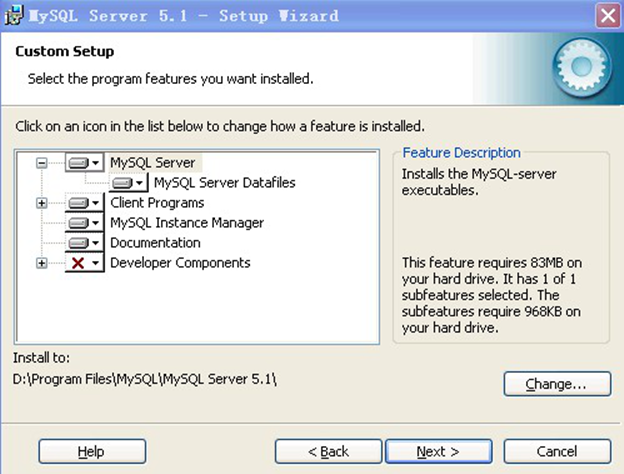 MySQL Server 5.1 - Setup Wizard
Custom Setup
Select the program features you want installed.
Click on an icon in the list below to change how a feature is installed.
MySQL Server
MySQL Server Datafiles
Client Programs
MySQL Instance Manager
Documentation
Developer Components
Feature Description
Installs the MySQL-server
executables.
This feature requires 83MB on
your hard drive. It has 1 of 1
subfeatures selected. The
subfeatures require 968KB on
your hard drive.
Install to:
D:\Program Files\MySQL\MySQL Server 5.1\
Change...
Help
< Back
Next >
Cancel